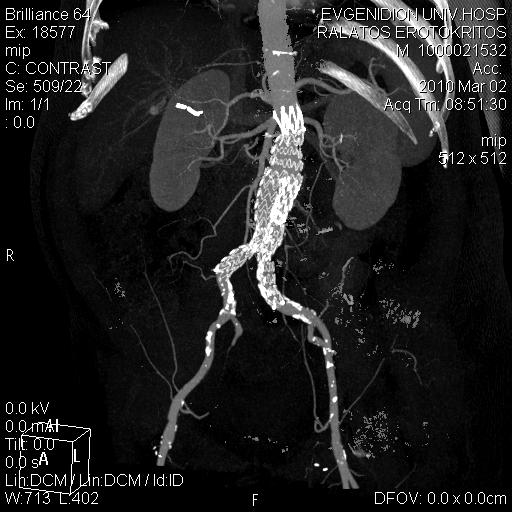 Brilliance 64
Ex: 18577
mip
C: CONTRAST
Se: 509/22
Im: 1/1
: 0.0
EVGENIDION UNIV.HOSP
RALATOS EROTOKRITOS
M 1000021532
Acc:
2010 Mar 02
Acq Tm: 08:51:30
mip
512 x 512
R
0.0 kV
0.0 mA
Tilt: 0.0
0.0 s
A
L
Lin:DCM / Lin:DCM / Id:ID
W:713 L:402
F
DFOV: 0.0 x 0.0cm